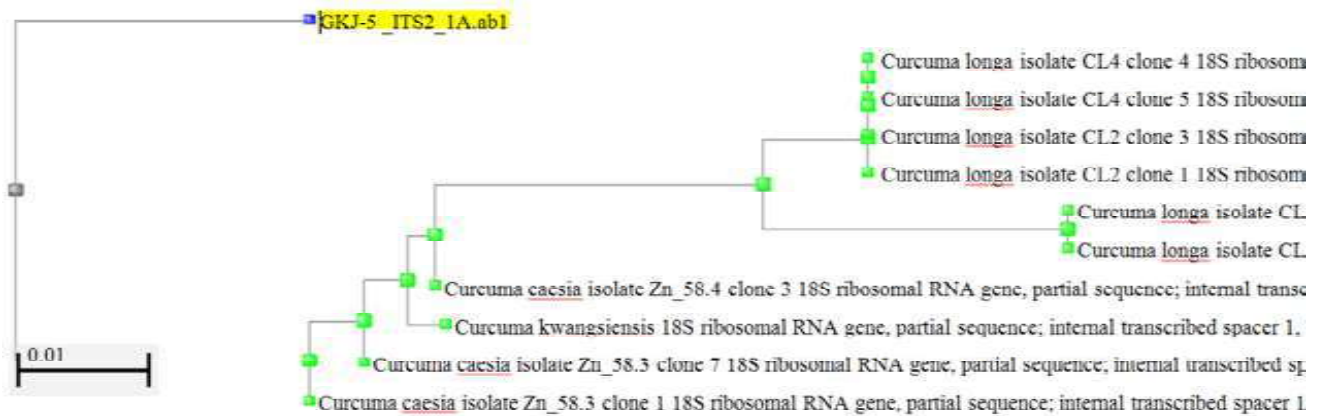 GKJ-5 _ITS2_1A.ab1
Curcuma longa isolate CL4 clone 4 18S ribosom
Curcuma longa isolate CL4 clone 5 18S ribosom
Curcuma longa isolate CL2 clone 3 18S ribosom
Curcuma longa isolate CL2 clone 1 18S ribosom
Curcuma longa isolate CL
Curcuma longa isolate CL
Curcuma caesia isolate Zn_58.4 clone 3 18S ribosomal RNA gene, partial sequence; internal transc
Curcuma kwangsiensis 18S ribosomal RNA gene, partial sequence; internal transcribed spacer 1,
0.01
Curcuma caesia isolate Zn_58.3 clone 7 18S ribosomal RNA gene, partial sequence; internal transcribed sp
Curcuma caesia isolate Zn_58.3 clone 1 18S ribosomal RNA gene, partial sequence; internal transcribed spacer 1